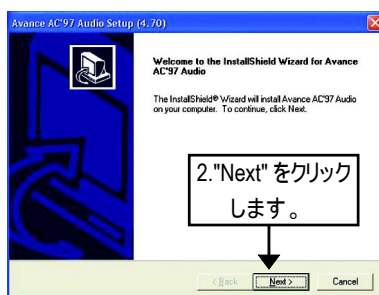 Avance AC'97 Audio Setup (4.70)
Welcome to the InstallShield Wizard for Avance
AC'97 Audio
The InstallShield® Wizard will install Avance AC'97 Audio
on your computer. To continue, click Next.
2."Next" をクリック
します。
< Back Next > Cancel